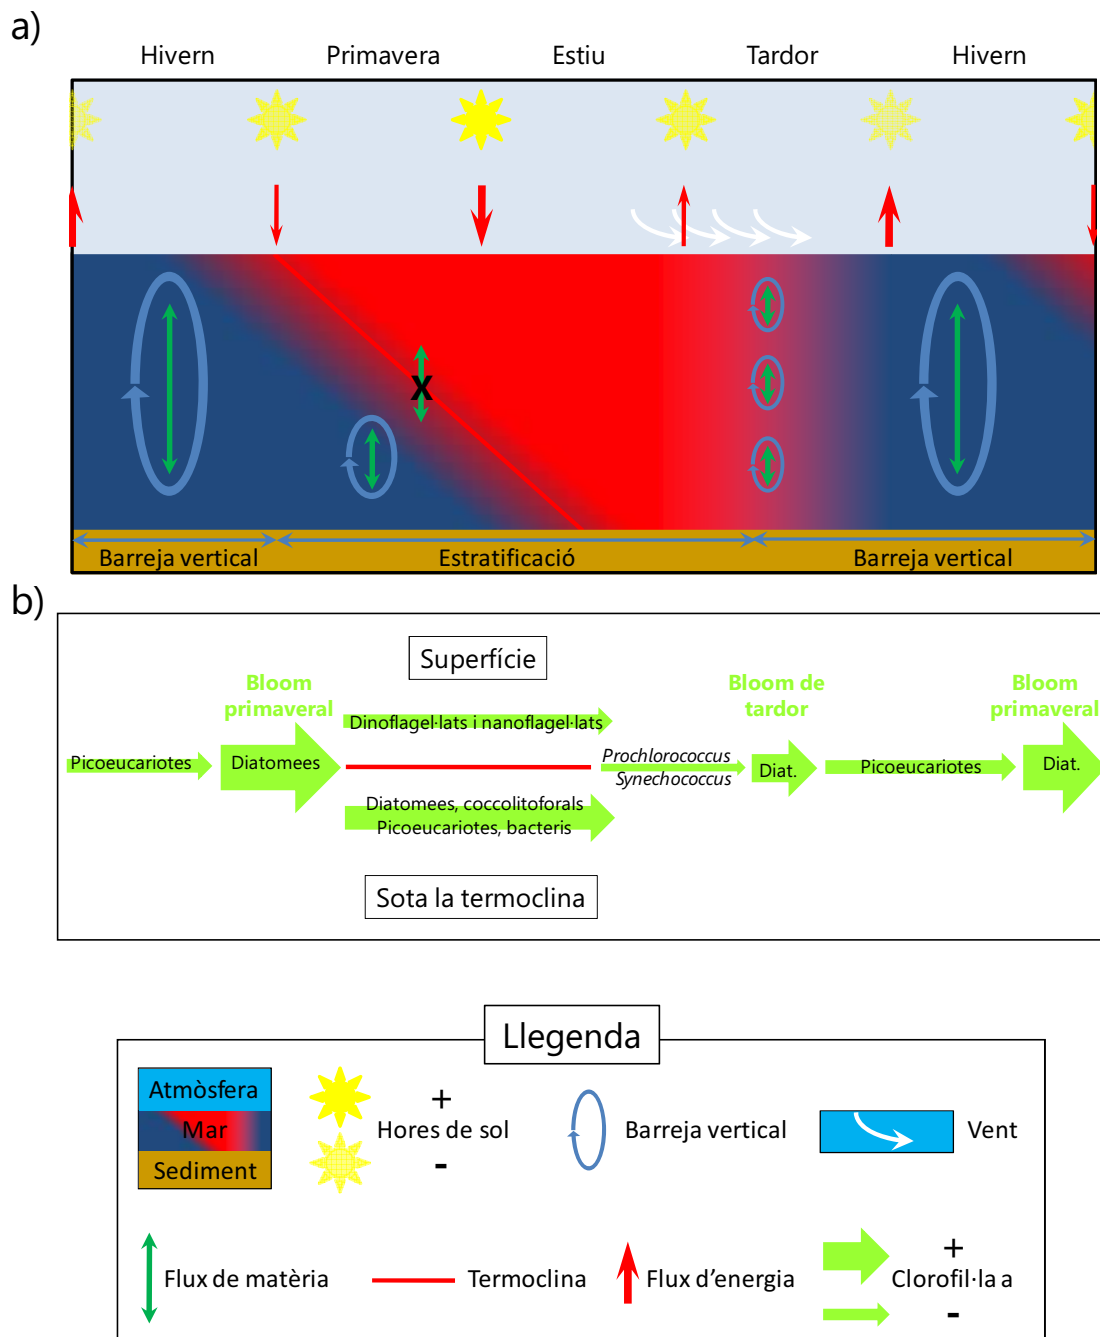 a)
Hivern Primavera Estiu Tardor Hivern
X
Barreja vertical Estratificació Barreja vertical
b)
Superfície
Bloom primaveral
Bloom de tardor
Bloom primaveral
Dinoflagel·lats i nanoflagel·lats
Picoeucariotes
Diatomees
Prochlorococcus
Synechococcus
Diat.
Picoeucariotes
Diat.
Diatomees, coccolitoforals
Picoeucariotes, bacteris
Sota la termoclina
Llegenda
Atmòsfera
Mar
Sediment
+
Hores de sol
-
Barreja vertical
Vent
Flux de matèria
Termoclina
Flux d'energia
+
Clorofil·la a
-